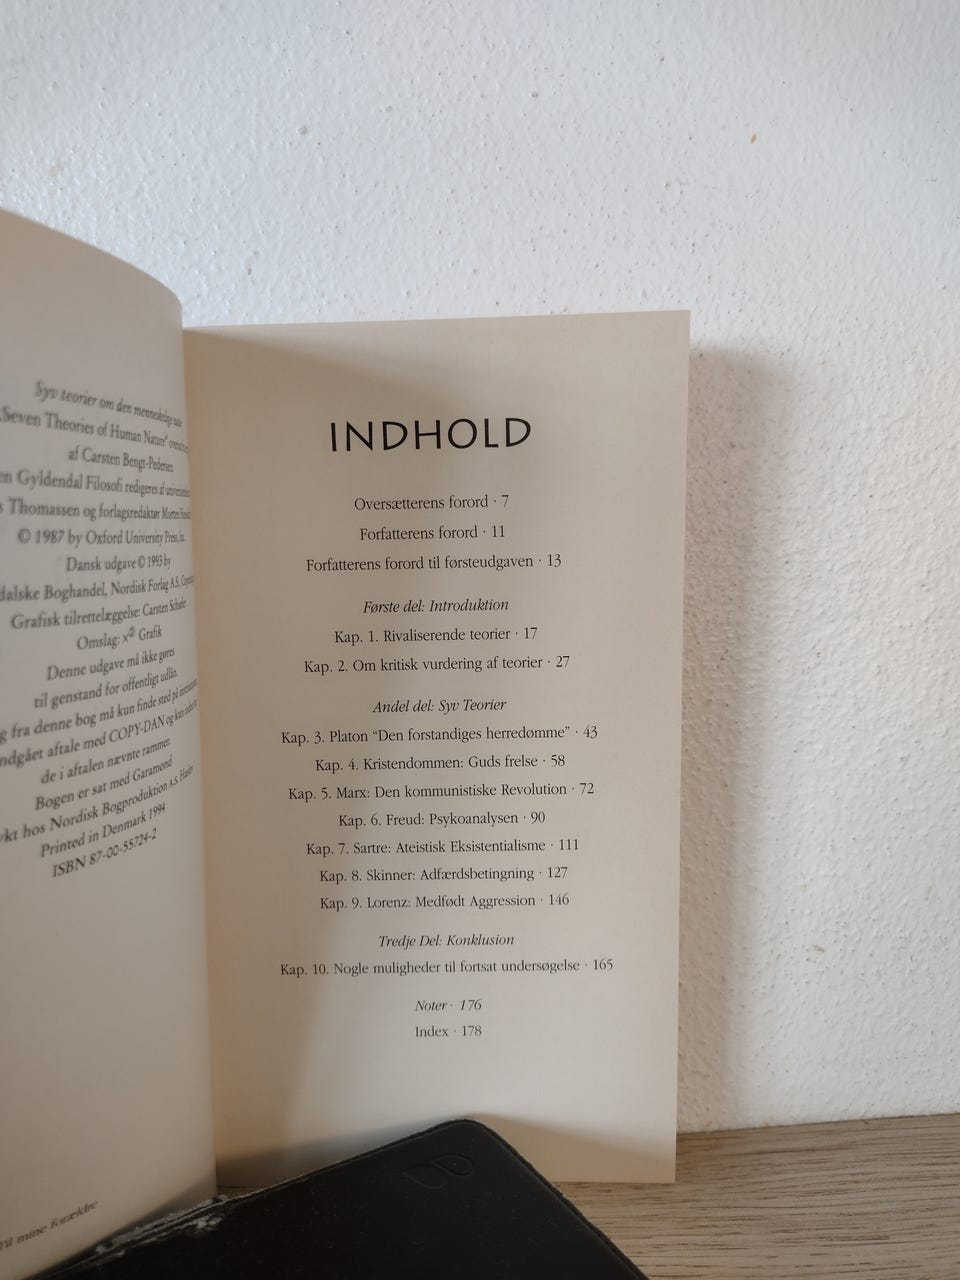 Syv teorier om den menneskelige natur
"Seven Theories of Human Nature"
af Carsten Bengt-Pedersen
Gyldendal Filosofi redigeres af
Thomassen og forlagsredaktør Morten
© 1987 by Oxford University Press, Inc.
Dansk udgave © 1993 by
Boghandel, Nordisk Forlag A.S,
Grafisk tilrettelæggelse: Carsten Schiøler
Omslag: x² Grafik
Denne udgave må ikke gøres
til genstand for offentligt udlån.
fra denne bog må kun finde sted på
indgået aftale med COPY-DAN og kun
de i aftalen nævnte rammer.
Bogen er sat med Garamond
hos Nordisk Bogproduktion A.S,
Printed in Denmark 1994
ISBN 87-00-55724-2
Til mine forældre
INDHOLD
Oversætterens forord · 7
Forfatterens forord · 11
Forfatterens forord til førsteudgaven · 13
Første del: Introduktion
Kap. 1. Rivaliserende teorier · 17
Kap. 2. Om kritisk vurdering af teorier · 27
Andel del: Syv Teorier
Kap. 3. Platon “Den forstandiges herredømme” · 43
Kap. 4. Kristendommen: Guds frelse · 58
Kap. 5. Marx: Den kommunistiske Revolution · 72
Kap. 6. Freud: Psykoanalysen · 90
Kap. 7. Sartre: Ateistisk Eksistentialisme · 111
Kap. 8. Skinner: Adfærdsbetingning · 127
Kap. 9. Lorenz: Medfødt Aggression · 146
Tredje Del: Konklusion
Kap. 10. Nogle muligheder til fortsat undersøgelse · 165
Noter · 176
Index · 178